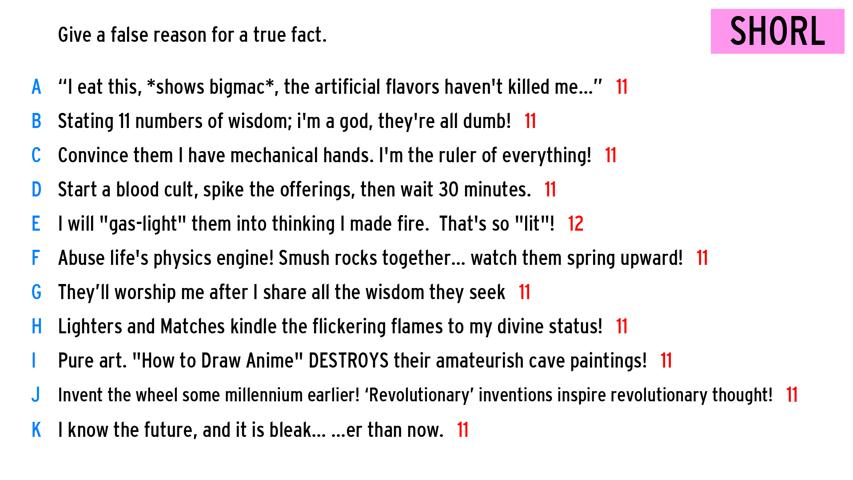 SHORL
Give a false reason for a true fact.
A “I eat this, *shows bigmac*, the artificial flavors haven't killed me...” 11
B Stating 11 numbers of wisdom; i'm a god, they're all dumb! 11
C Convince them I have mechanical hands. I'm the ruler of everything! 11
D Start a blood cult, spike the offerings, then wait 30 minutes. 11
E I will "gas-light" them into thinking I made fire. That's so "lit"! 12
F Abuse life's physics engine! Smush rocks together... watch them spring upward! 11
G They’ll worship me after I share all the wisdom they seek 11
H Lighters and Matches kindle the flickering flames to my divine status! 11
I Pure art. "How to Draw Anime" DESTROYS their amateurish cave paintings! 11
J Invent the wheel some millennium earlier! ‘Revolutionary’ inventions inspire revolutionary thought! 11
K I know the future, and it is bleak... ...er than now. 11